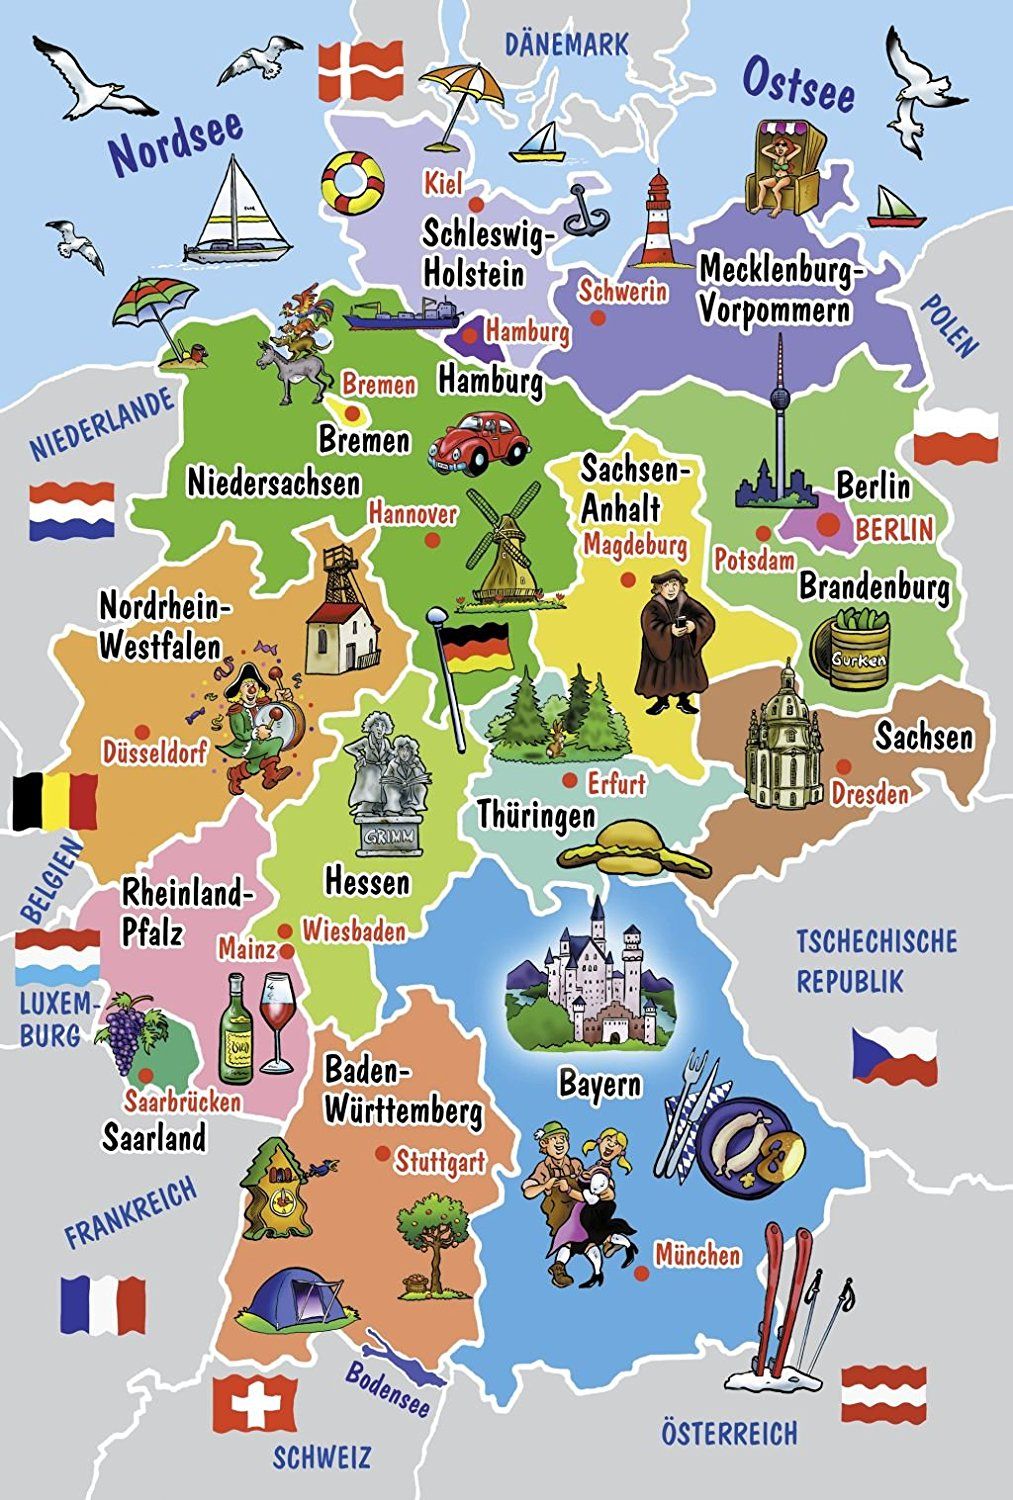 DÄNEMARK
Ostsee
Nordsee
Kiel
Schleswig-
Holstein
Schwerin
Mecklenburg-
Vorpommern
POLEN
Hamburg
Hamburg
Bremen
Bremen
NIEDERLANDE
Niedersachsen
Hannover
Sachsen-
Anhalt
Magdeburg
Berlin
BERLIN
Potsdam
Brandenburg
Gurken
Nordrhein-
Westfalen
Düsseldorf
Sachsen
Dresden
Erfurt
Thüringen
GRIMM
Hessen
BELGIEN
Rheinland-
Pfalz
Mainz
Wiesbaden
LUXEM-
BURG
TSCHECHISCHE
REPUBLIK
Saarbrücken
Saarland
Baden-
Württemberg
Stuttgart
Bayern
München
FRANKREICH
Bodensee
SCHWEIZ
ÖSTERREICH